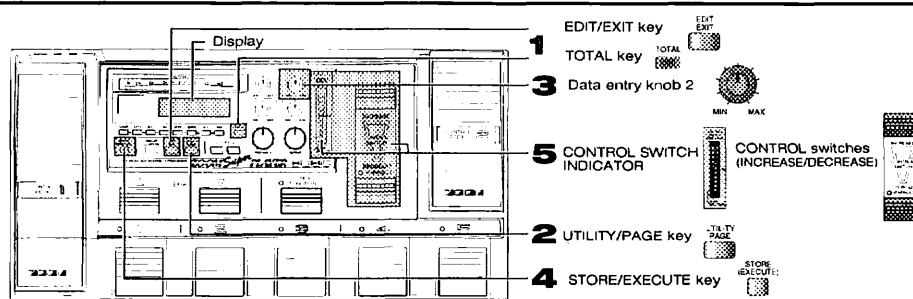 EDIT/EXIT key
EDIT
EXIT
Display
1
TOTAL key
TOTAL
3 Data entry knob 2
MIN MAX
5 CONTROL SWITCH
INDICATOR
CONTROL switches
(INCREASE/DECREASE)
2 UTILITY/PAGE key
UTILITY
PAGE
4 STORE/EXECUTE key
STORE
(EXECUTE)